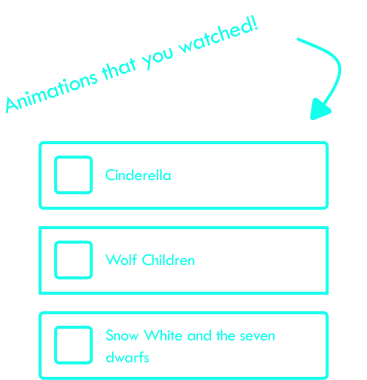 Animations that you watched!
Cinderella
Wolf Children
Snow White and the seven
dwarfs